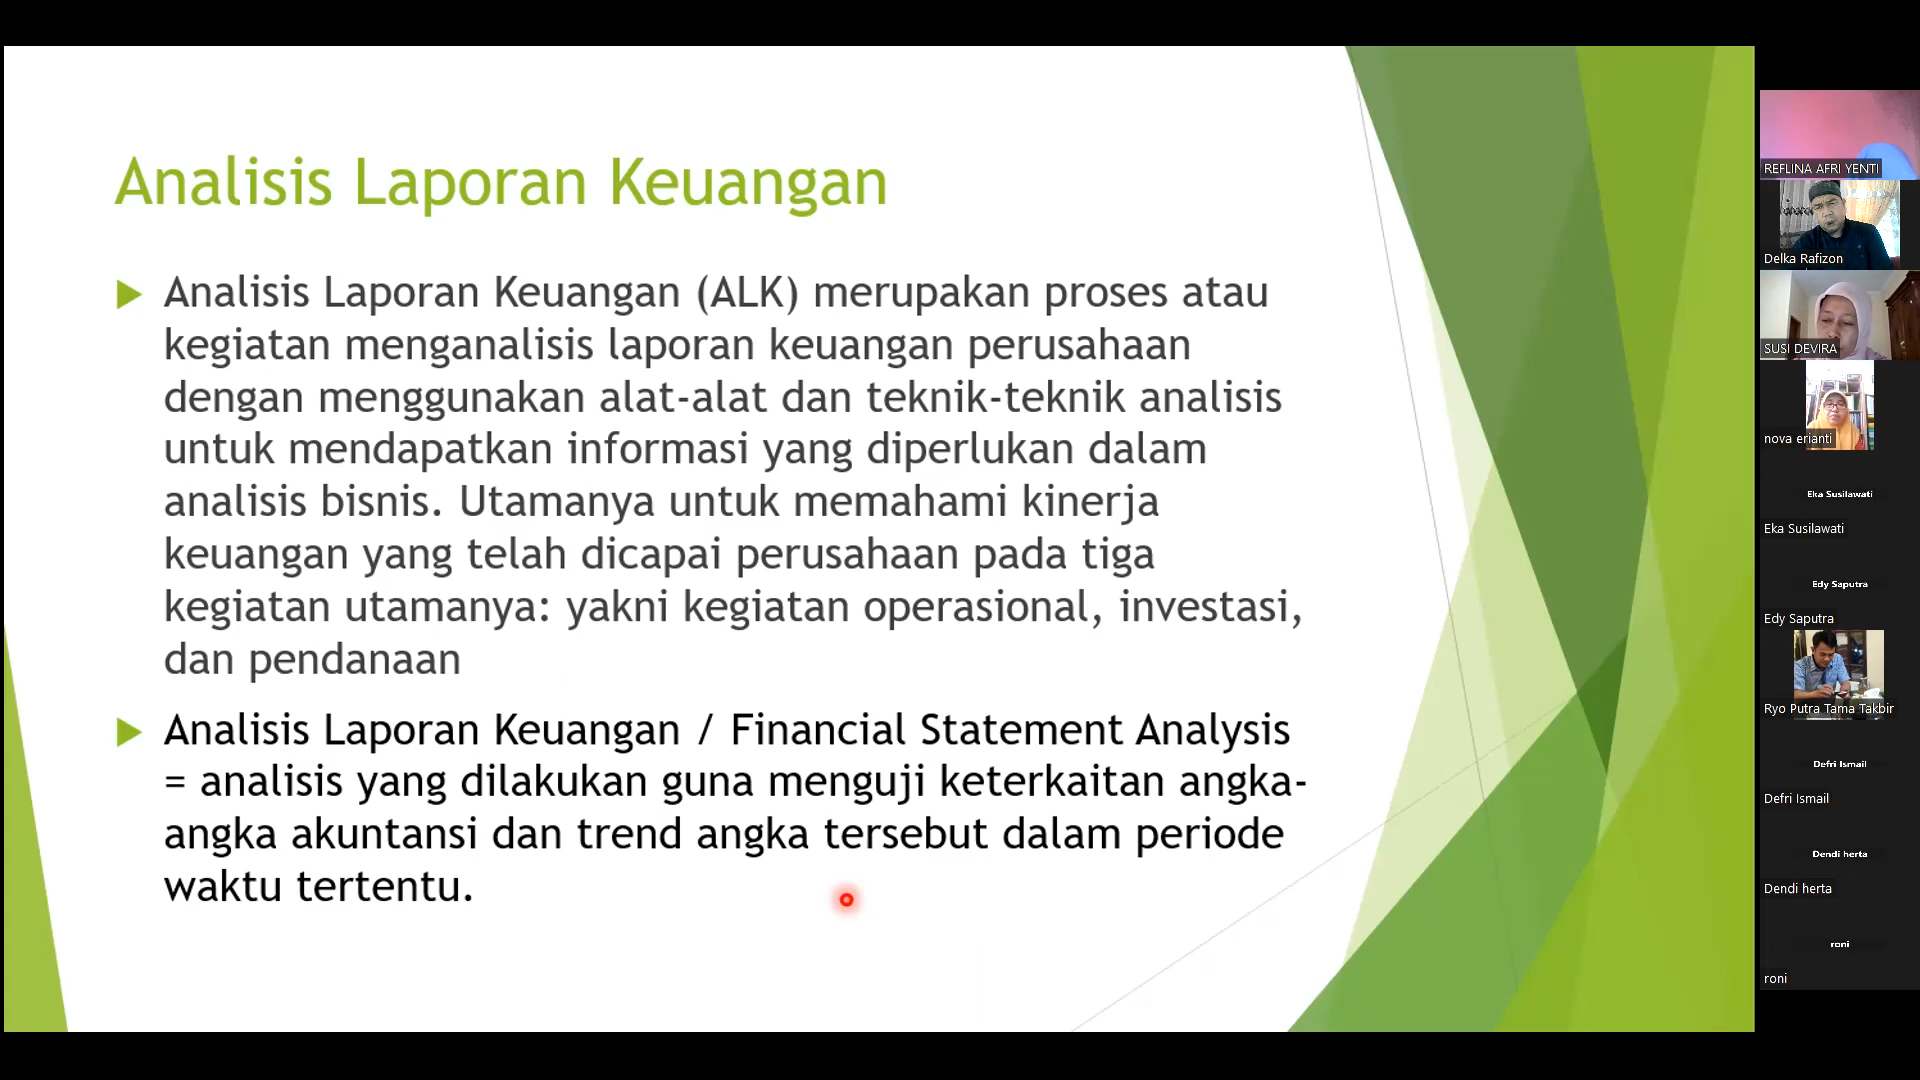 Analisis Laporan Keuangan
Analisis Laporan Keuangan (ALK) merupakan proses atau
kegiatan menganalisis laporan keuangan perusahaan
dengan menggunakan alat-alat dan teknik-teknik analisis
untuk mendapatkan informasi yang diperlukan dalam
analisis bisnis. Utamanya untuk memahami kinerja
keuangan yang telah dicapai perusahaan pada tiga
kegiatan utamanya: yakni kegiatan operasional, investasi,
dan pendanaan
Analisis Laporan Keuangan / Financial Statement Analysis
= analisis yang dilakukan guna menguji keterkaitan angka-
angka akuntansi dan trend angka tersebut dalam periode
waktu tertentu.
REFLINA AFRI YENTI
Delka Rafizon
SUSI DEVIRA
nova erianti
Eka Susilawati
Eka Susilawati
Edy Saputra
Edy Saputra
Ryo Putra Tama Takbir
Defri Ismail
Defri Ismail
Dendi herta
Dendi herta
roni
roni